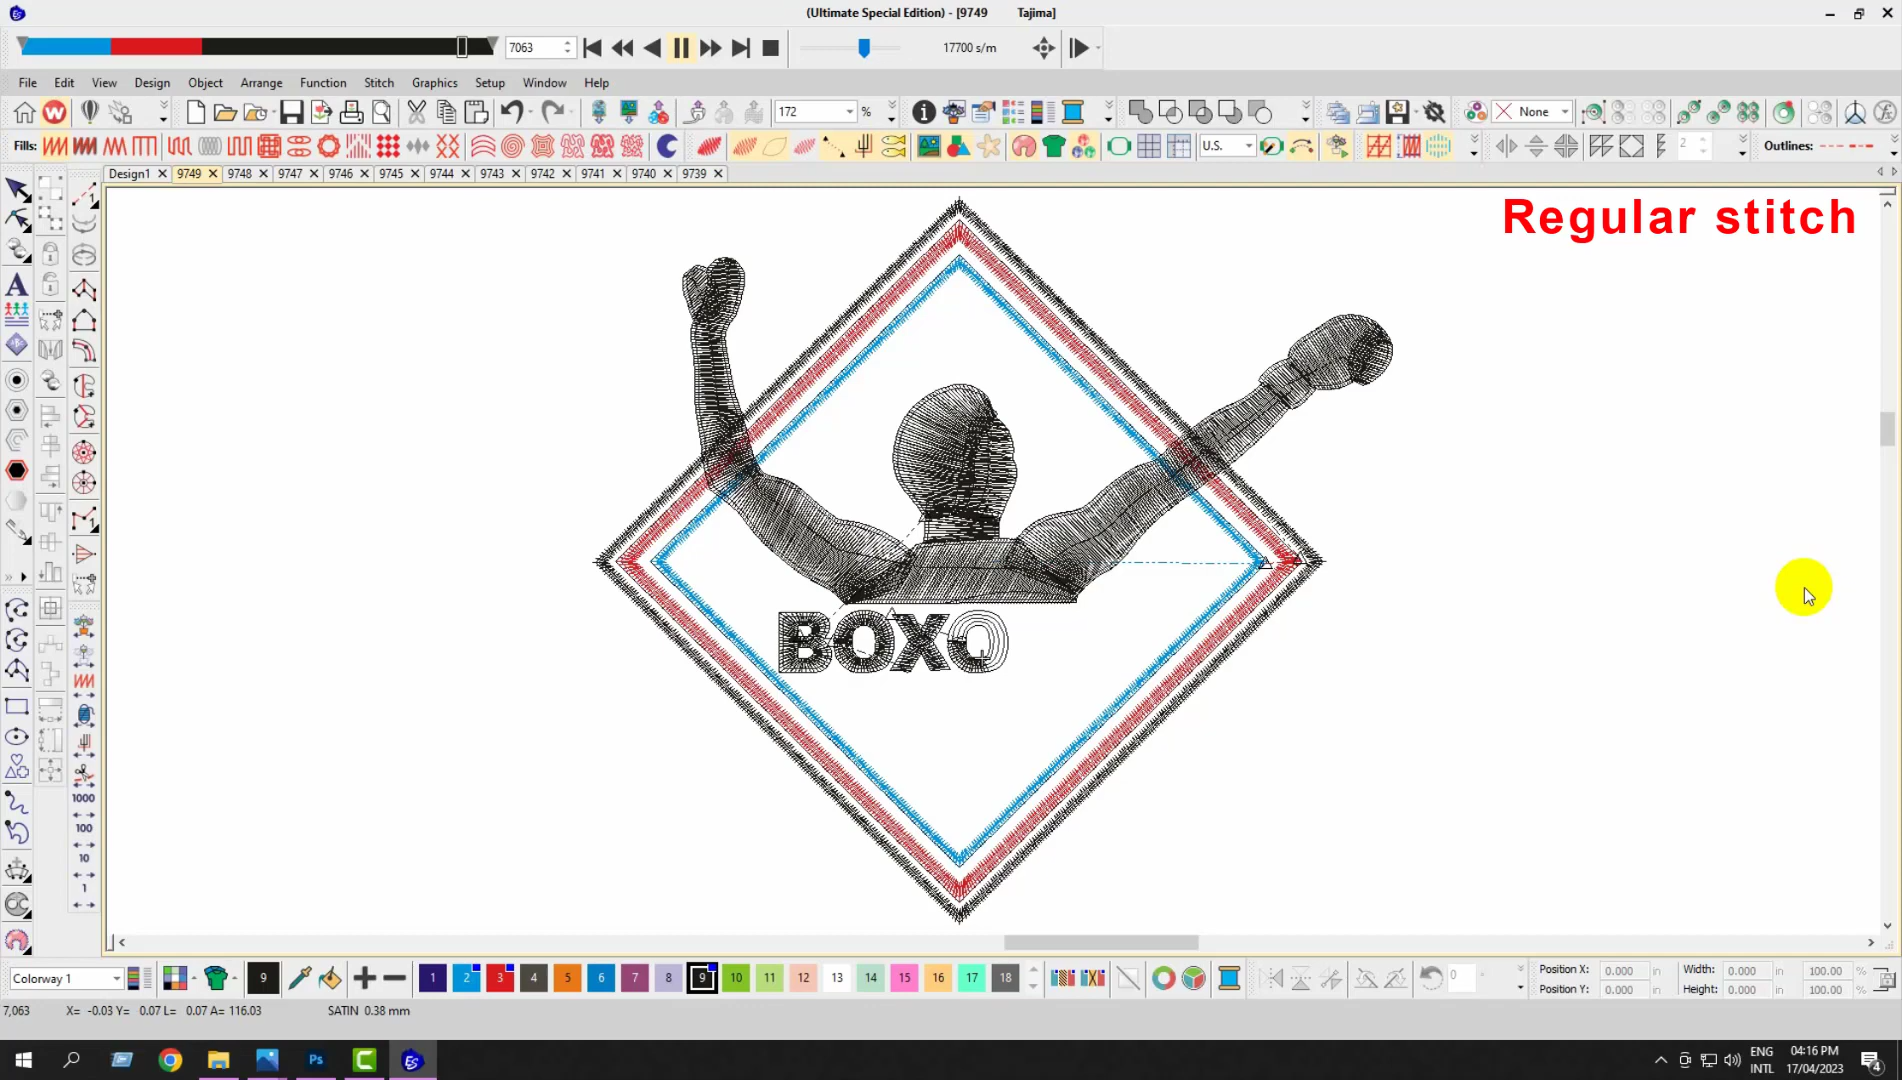 (Ultimate Special Edition) - [9749 Tajima]
7063
17700 s/m
File Edit View Design Object Arrange Function Stitch Graphics Setup Window Help
172 %
None
Fills:
U.S.
2
Outlines:
Design1 9749 9748 9747 9746 9745 9744 9743 9742 9741 9740 9739
Regular stitch
BOXO
1000
100
10
1
Colorway 1
9
1 2 3 4 5 6 7 8 9 10 11 12 13 14 15 16 17 18
0
Position X: 0.000 in Width: 0.000 in 100.00 %
Position Y: 0.000 in Height: 0.000 in 100.00 %
7,063 X= -0.03 Y= 0.07 L= 0.07 A= 116.03 SATIN 0.38 mm
Ps
ES
ENG
INTL
04:16 PM
17/04/2023
4